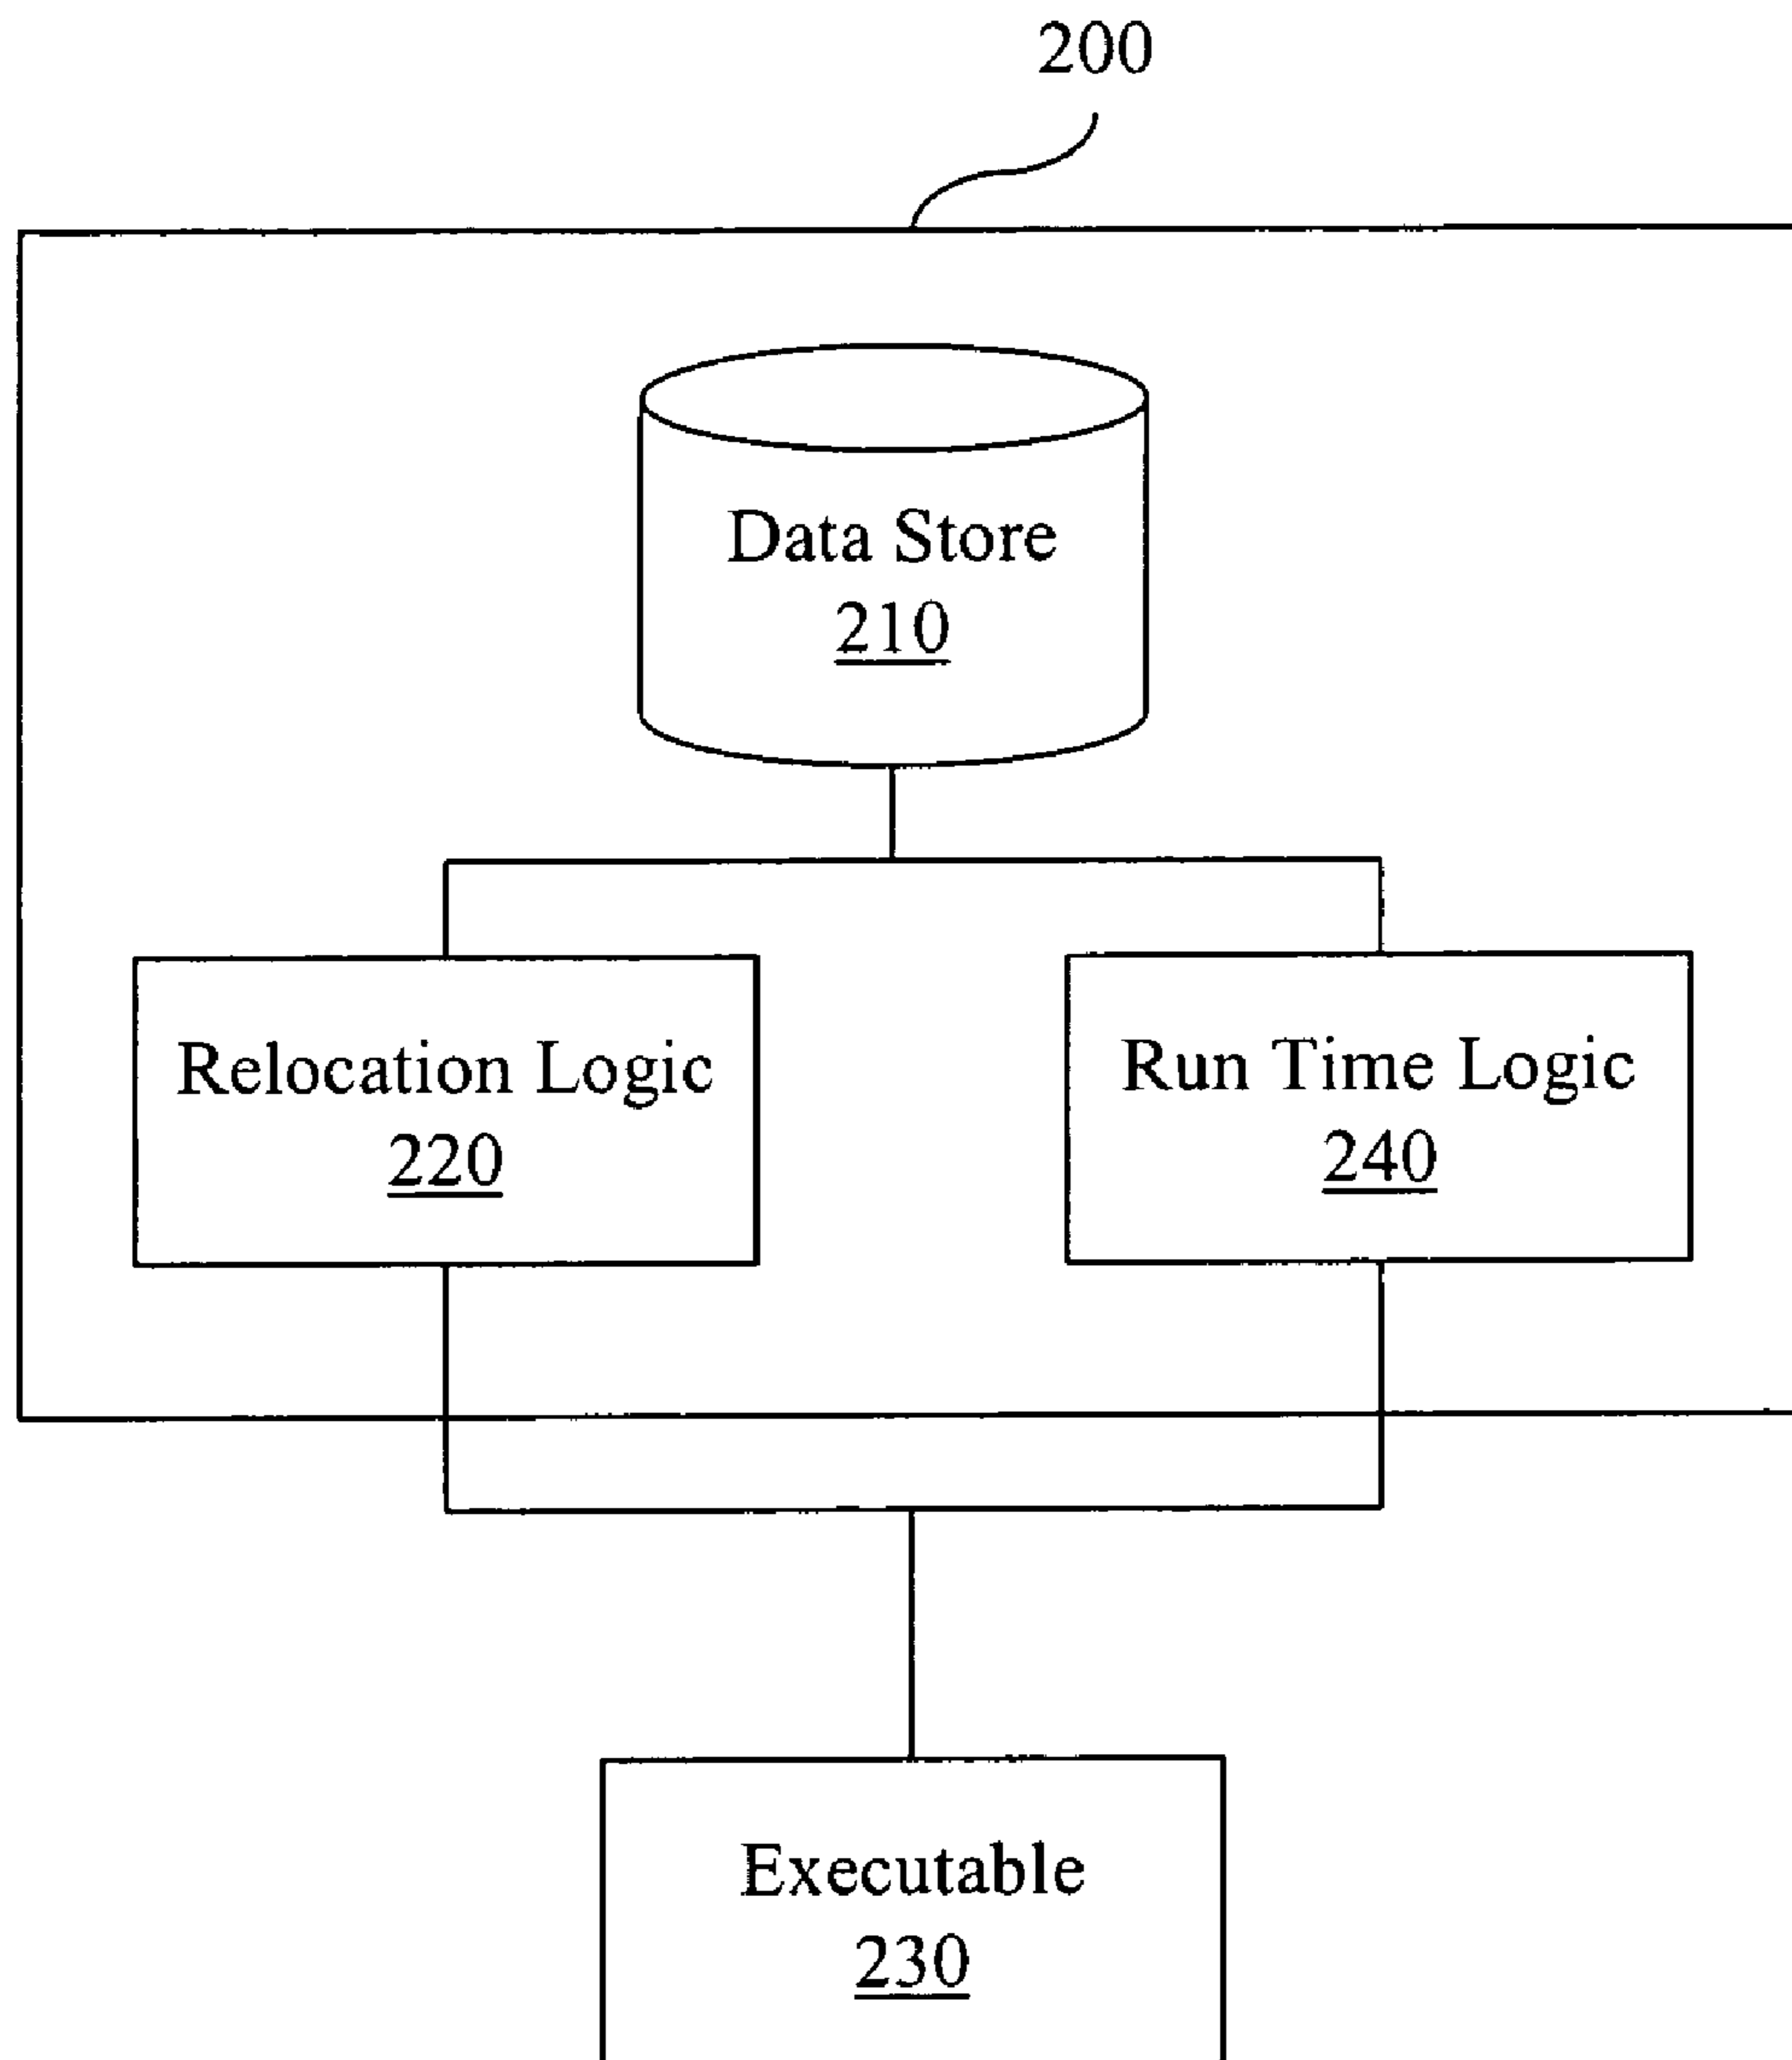 200
Data Store
210
Relocation Logic
220
Run Time Logic
240
Executable
230